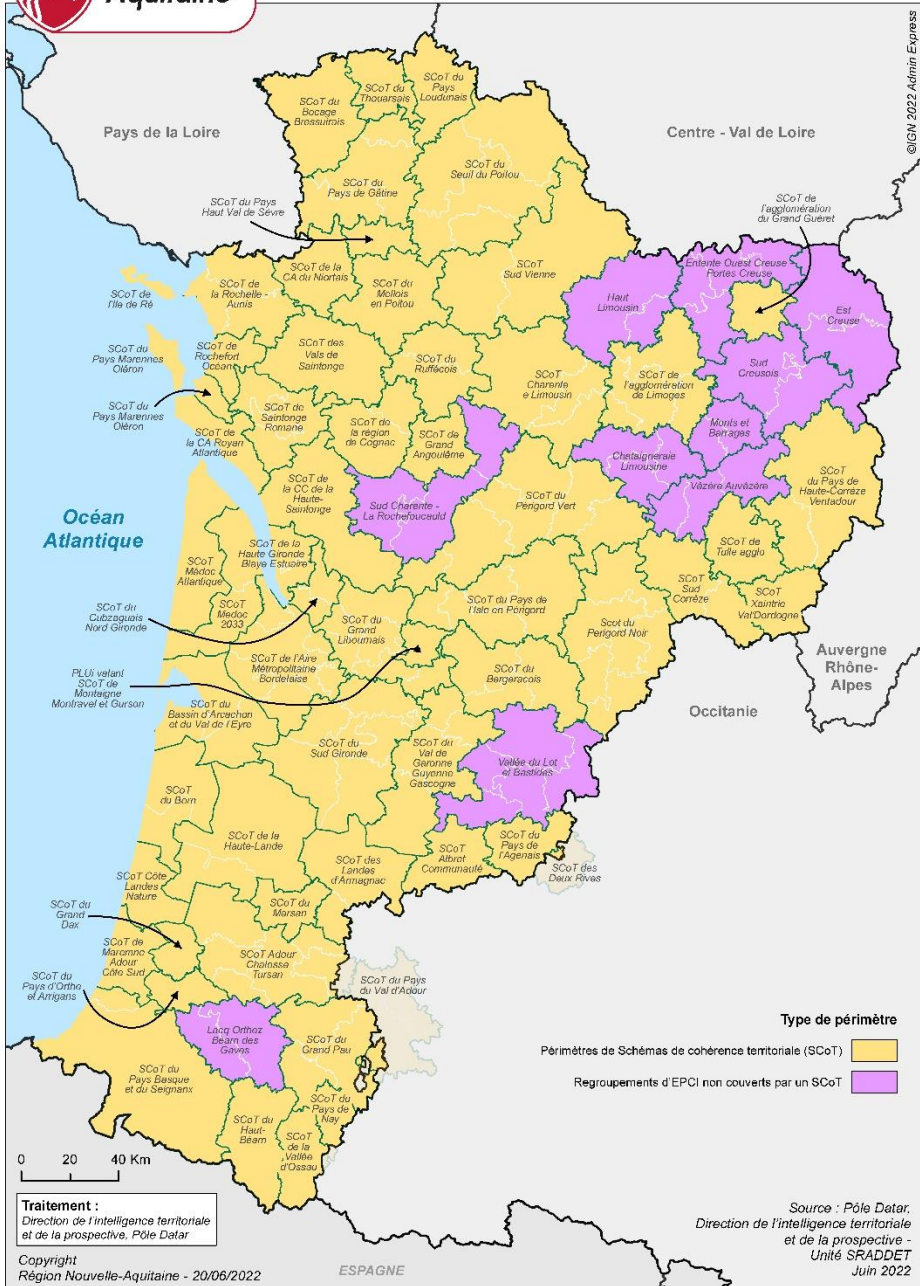 Aquitaine
©IGN 2022 Admin Express
Pays de la Loire
Centre - Val de Loire
SCoT du
Bocage
Bressuirais
SCoT du
Thouarsais
SCoT du
Pays
Loudunais
SCoT du
Pays de Gâtine
SCoT du
Seuil du Poitou
SCoT du Pays
Haut Val de Sèvre
SCoT de
l'agglomération
du Grand Guéret
SCoT de la
CA du Niortais
SCoT du
Mellois
en Poitou
SCoT
Sud Vienne
Haut
Limousin
Entente Ouest Creuse -
Portes Creuse
Est
Creuse
SCoT de
l'Ile de Ré
SCoT de
la Rochelle -
Aunis
SCoT du
Pays Marennes
Oléron
SCoT de
Rochefort
Océan
SCoT des
Vals de
Saintonge
SCoT du
Ruffécois
SCoT
Charente
e Limousin
SCoT de
l'agglomération
de Limoges
Sud
Creusois
SCoT du
Pays Marennes
Oléron
SCoT de
Saintonge
Romane
SCoT de
la région
de Cognac
SCoT de
Grand
Angoulême
Monts et
Barrages
SCoT de
la CA Royan
Atlantique
Chataigneraie
Limousine
Vézère Auvézère
SCoT
du Pays de
Haute-Corrèze
Ventadour
SCoT de
la CC de la
Haute-
Saintonge
Sud Charente -
La Rochefoucauld
SCoT du
Périgord Vert
Océan
Atlantique
SCoT de
Tulle agglo
SCoT
Médoc
Atlantique
SCoT de la
Haute Gironde
Blaye Estuaire
SCoT
Medoc
2033
SCoT du
Cubzaguais
Nord Gironde
SCoT du
Grand
Libournais
SCoT du Pays de
l'Isle en Périgord
Scot du
Périgord Noir
SCoT
Sud
Corrèze
SCoT
Xaintrie
Val'Dordogne
PLUi valant
SCoT de
Montaigne
Montravel et Gurson
SCoT de l'Aire
Métropolitaine
Bordelaise
SCoT du
Bergeracois
Auvergne
Rhône-
Alpes
Occitanie
SCoT du
Bassin d'Arcachon
et du Val de l'Eyre
SCoT du
Sud Gironde
SCoT du
Val de
Garonne
Guyenne
Gascogne
Vallée du Lot
et Bastides
SCoT
du Born
SCoT de la
Haute-Lande
SCoT des
Landes
d'Armagnac
SCoT
Albret
Communauté
SCoT du
Pays de
l'Agenais
SCoT des
Deux Rives
SCoT Côte
Landes
Nature
SCoT du
Marsan
SCoT du
Grand
Dax
SCoT de
Maremne
Adour
Côte Sud
SCoT Adour
Chalosse
Tursan
SCoT du Pays
du Val d'Adour
SCoT du
Pays d'Orthe
et Arrigans
Lacq Orthez
Béarn des
Gaves
SCoT du
Grand Pau
SCoT du
Pays Basque
et du Seignanx
SCoT du
Haut-
Béarn
SCoT du
Pays de
Nay
SCoT
de la
Vallée
d'Ossau
Type de périmètre
Périmètres de Schémas de cohérence territoriale (SCoT)
Regroupements d'EPCI non couverts par un SCoT
0 20 40 Km
Traitement :
Direction de l'intelligence territoriale
et de la prospective, Pôle Datar
Copyright
Région Nouvelle-Aquitaine - 20/06/2022
ESPAGNE
Source : Pôle Datar,
Direction de l'intelligence territoriale
et de la prospective -
Unité SRADDET
Juin 2022